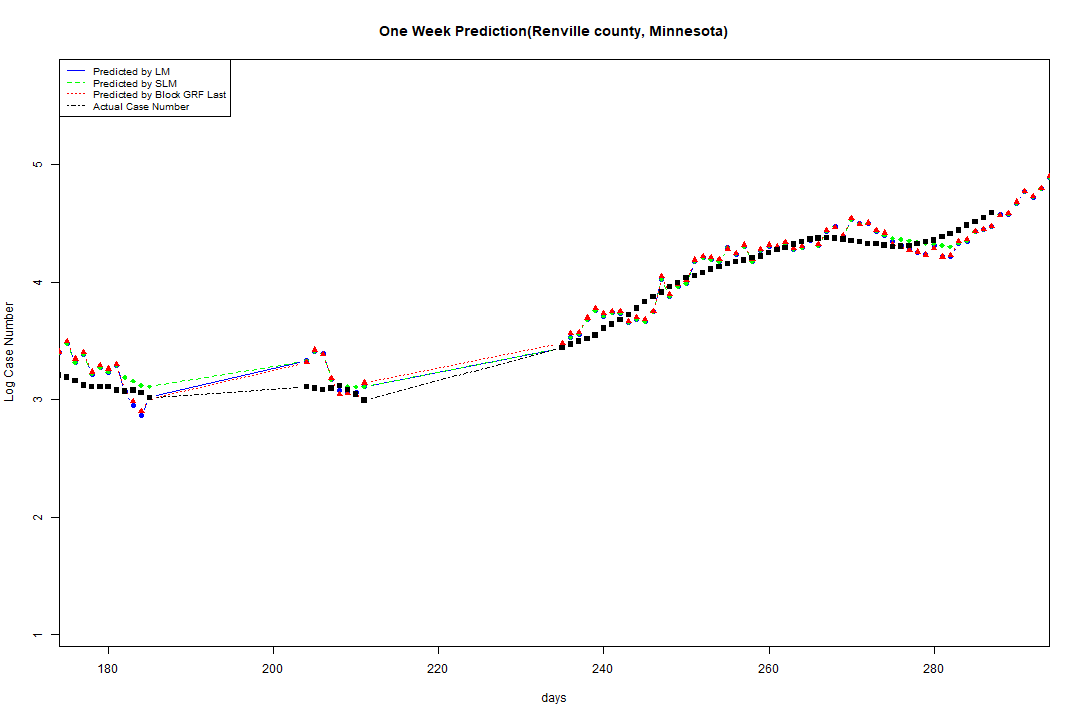 One Week Prediction(Renville county, Minnesota)
Predicted by LM
Predicted by SLM
Predicted by Block GRF Last
Actual Case Number
Log Case Number
5
4
3
2
1
180 200 220 240 260 280
days